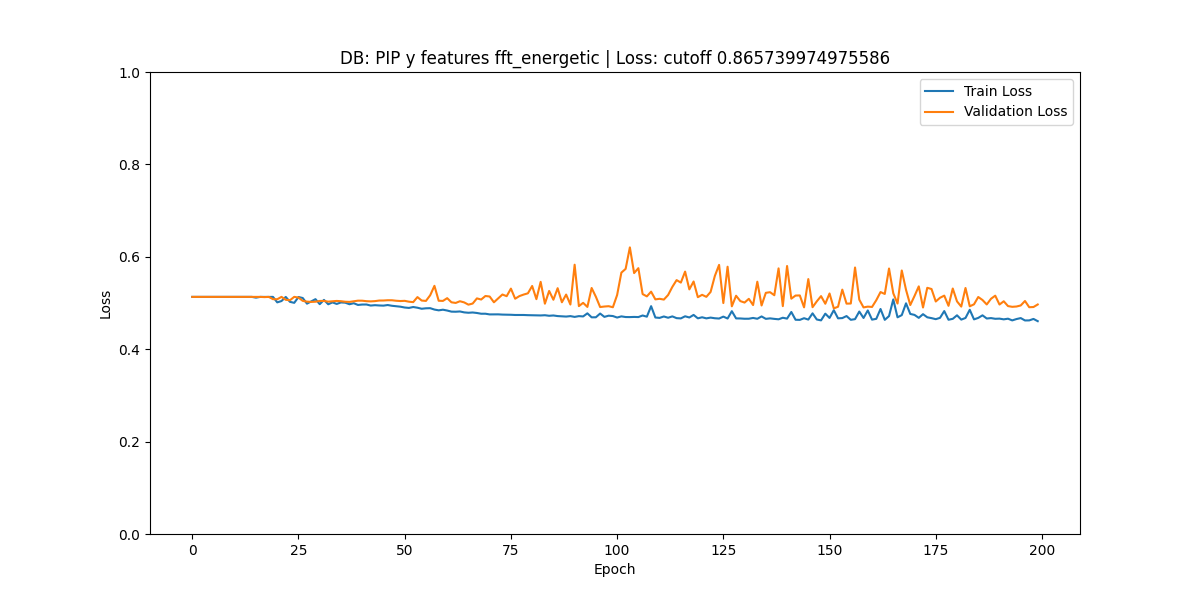 DB: PIP y features fft_energetic | Loss: cutoff 0.865739974975586
Train Loss
Validation Loss
1.0
0.8
0.6
0.4
0.2
0.0
Loss
0 25 50 75 100 125 150 175 200
Epoch